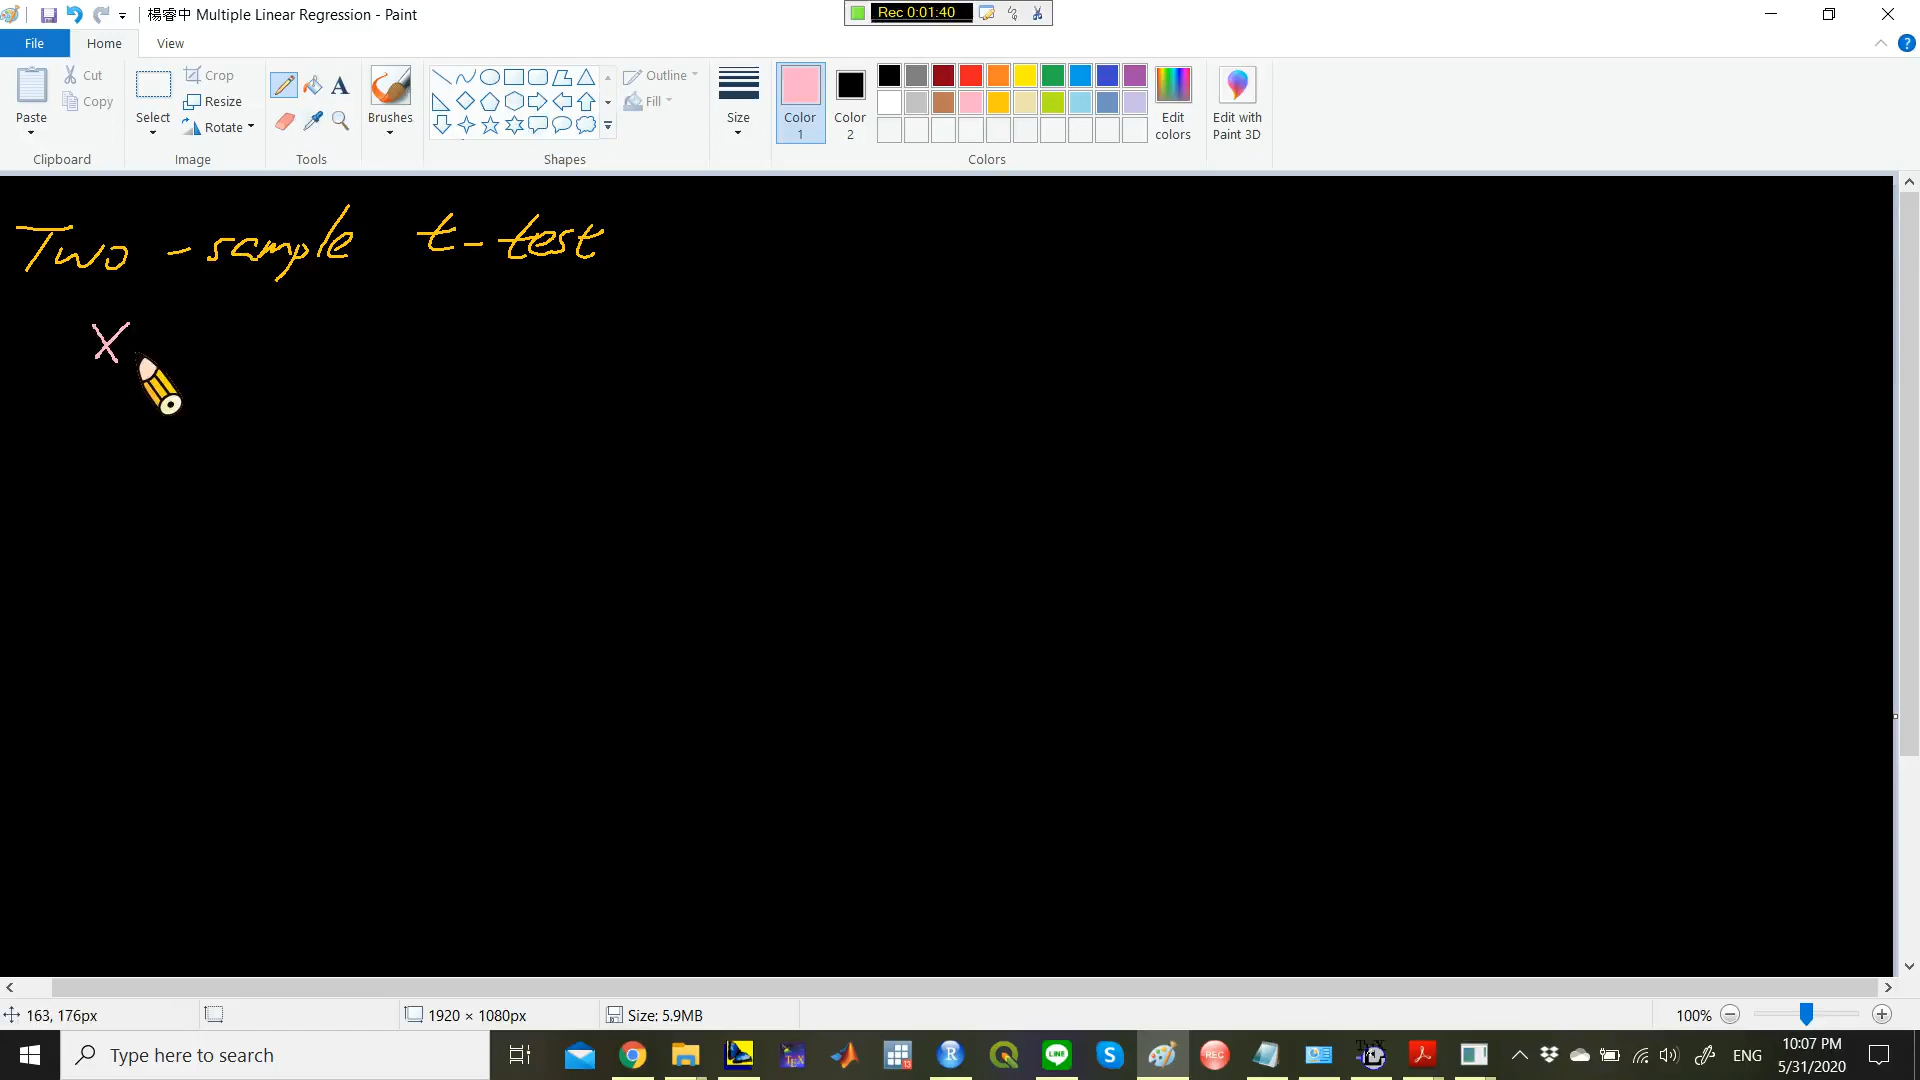 楊睿中 Multiple Linear Regression - Paint
Rec 0:01:40
File Home View
Paste
Cut
Copy
Clipboard
Select
Crop
Resize
Rotate
Image
Tools
Brushes
Shapes
Outline
Fill
Size
Color 1
Color 2
Colors
Edit colors
Edit with Paint 3D
Two - sample t - test
X
163, 176px
1920 × 1080px
Size: 5.9MB
100%
Type here to search
ENG
10:07 PM
5/31/2020